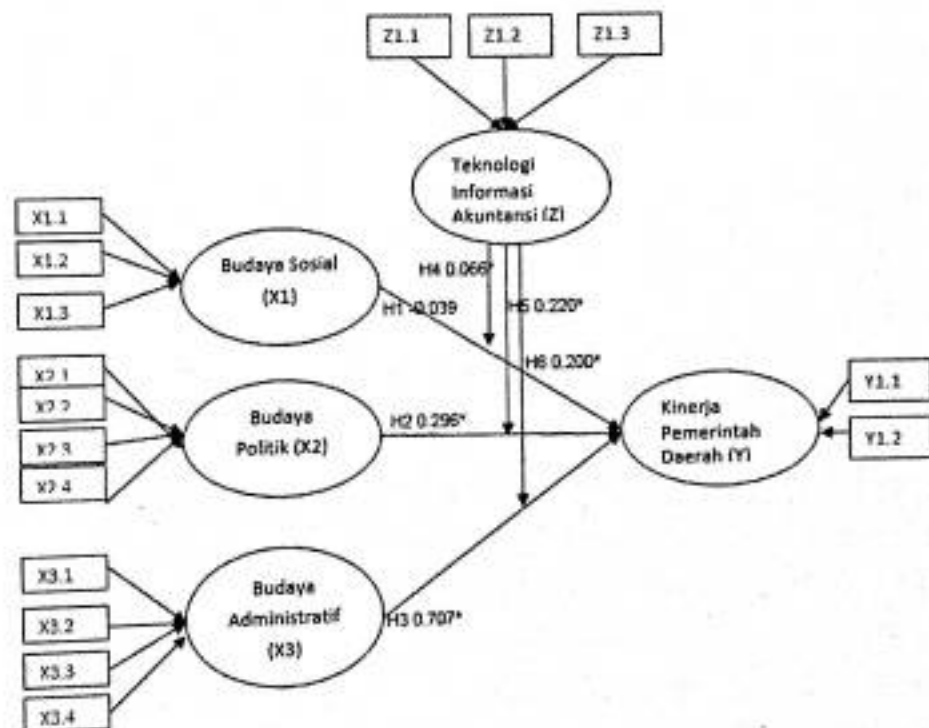 Z1.1
Z1.2
Z1.3
Teknologi
Informasi
Akuntansi (Z)
X1.1
X1.2
X1.3
Budaya Sosial
(X1)
H4 0.066*
H1 -0.039
H5 0.220*
H6 0.200*
X2.1
X2.2
X2.3
X2.4
Budaya
Politik (X2)
H2 0.296*
Kinerja
Pemerintah
Daerah (Y)
Y1.1
Y1.2
X3.1
X3.2
X3.3
X3.4
Budaya
Administratif
(X3)
H3 0.707*